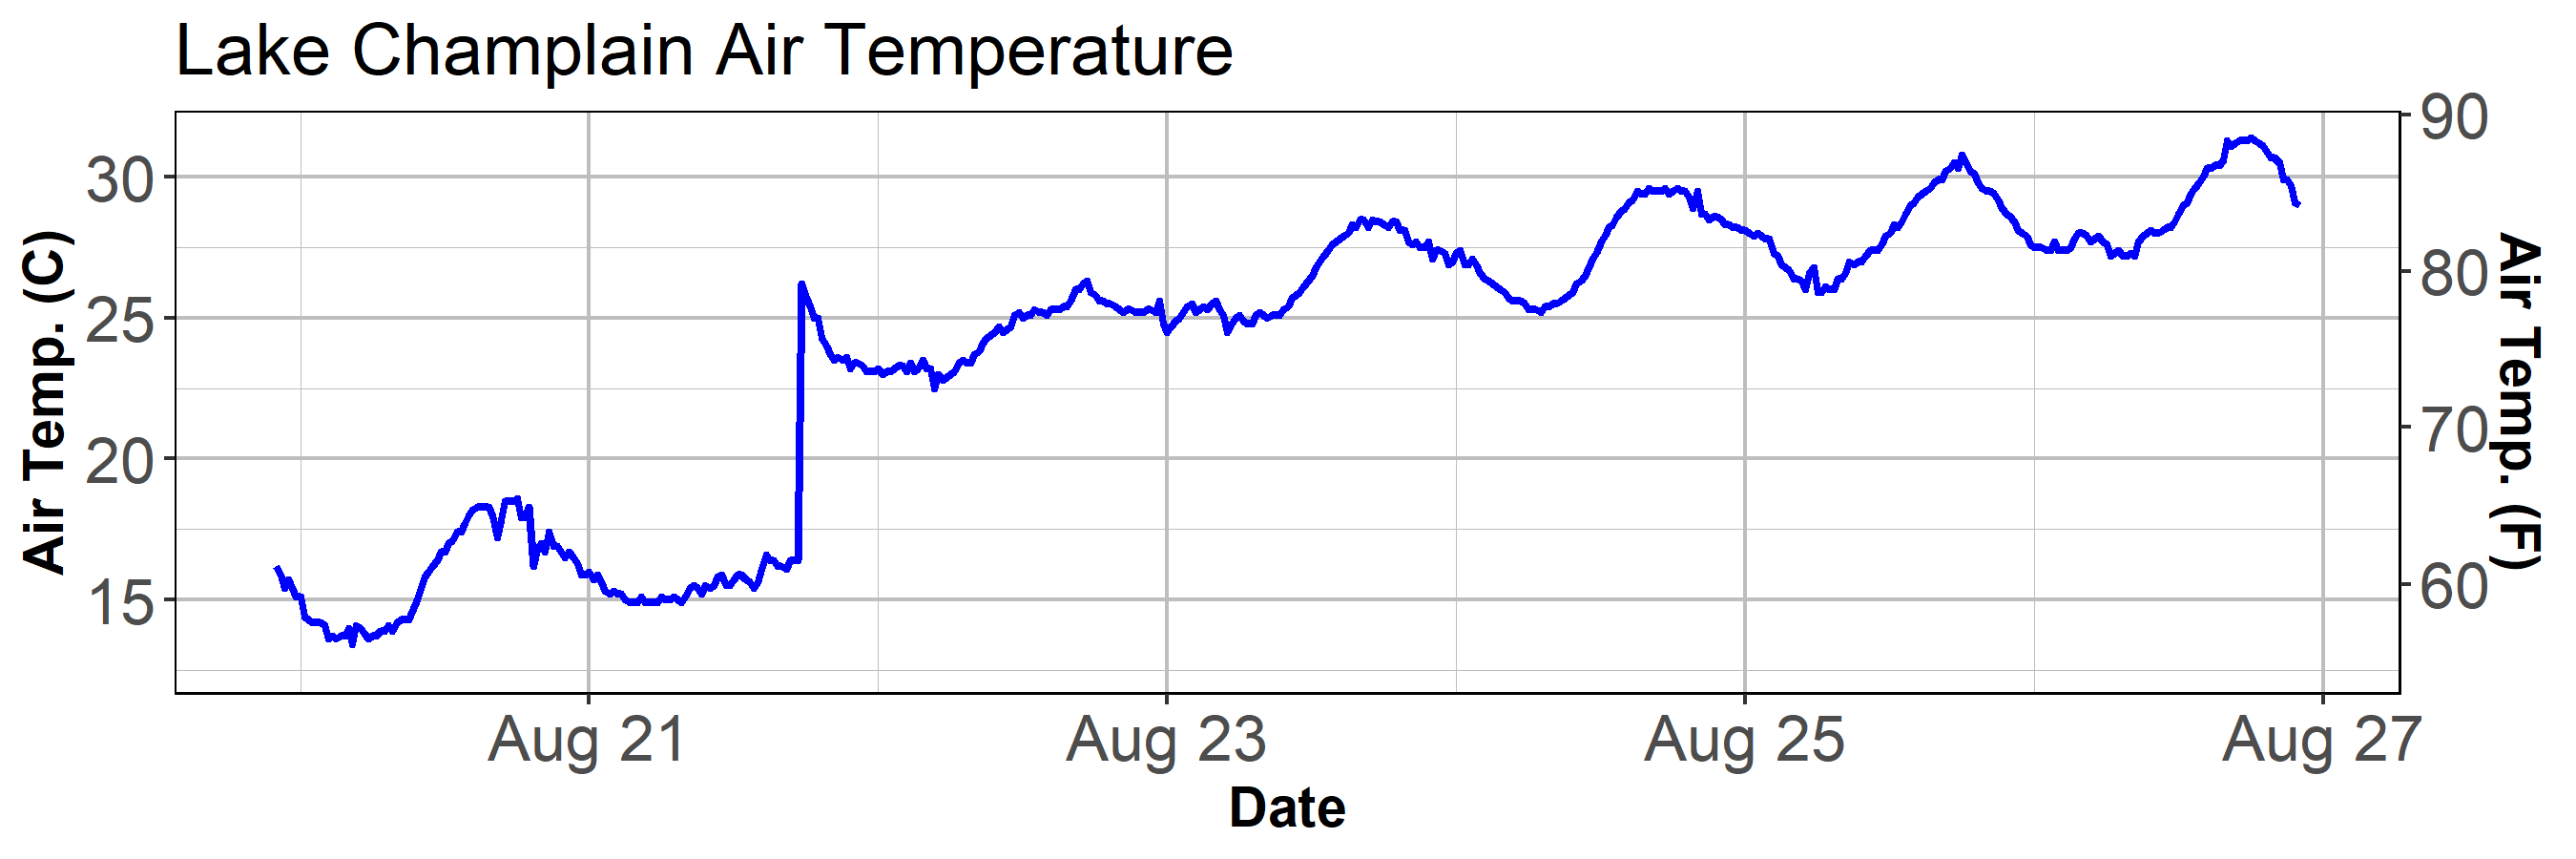 Lake Champlain Air Temperature
Air Temp. (C)
30
25
20
15
90
80
70
60
Air Temp. (F)
Aug 21 Aug 23 Aug 25 Aug 27
Date